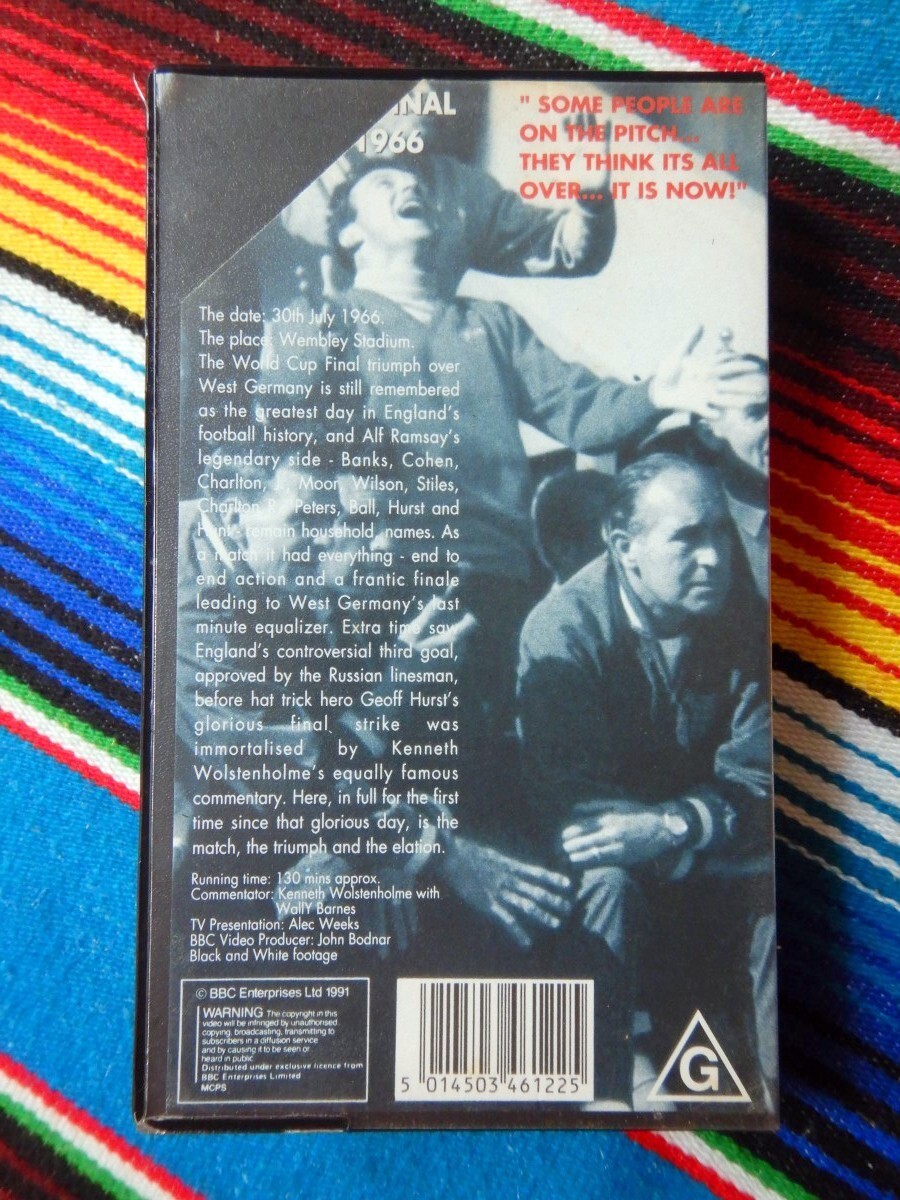 FINAL
1966
" SOME PEOPLE ARE
ON THE PITCH...
THEY THINK ITS ALL
OVER... IT IS NOW!"
The date: 30th July 1966.
The place: Wembley Stadium.
The World Cup Final triumph over
West Germany is still remembered
as the greatest day in England's
football history, and Alf Ramsay's
legendary side - Banks, Cohen,
Charlton, J, Moor, Wilson, Stiles,
Charlton R, Peters, Ball, Hurst and
Hunt - remain household names. As
a match it had everything - end to
end action and a frantic finale
leading to West Germany's last
minute equalizer. Extra time saw
England's controversial third goal,
approved by the Russian linesman,
before hat trick hero Geoff Hurst's
glorious final strike was
immortalised by Kenneth
Wolstenholme's equally famous
commentary. Here, in full for the first
time since that glorious day, is the
match, the triumph and the elation.
Running time: 130 mins approx.
Commentator: Kenneth Wolstenholme with
WallY Barnes
TV Presentation: Alec Weeks
BBC Video Producer: John Bodnar
Black and White footage
© BBC Enterprises Ltd 1991
WARNING The copyright in this
video will be infringed by unauthorised
copying, broadcasting, transmitting to
subscribers in a diffusion service
and by causing it to be seen or
heard in public
Distributed under exclusive licence from
BBC Enterprises Limited
MCPS
5 014503 461225
G